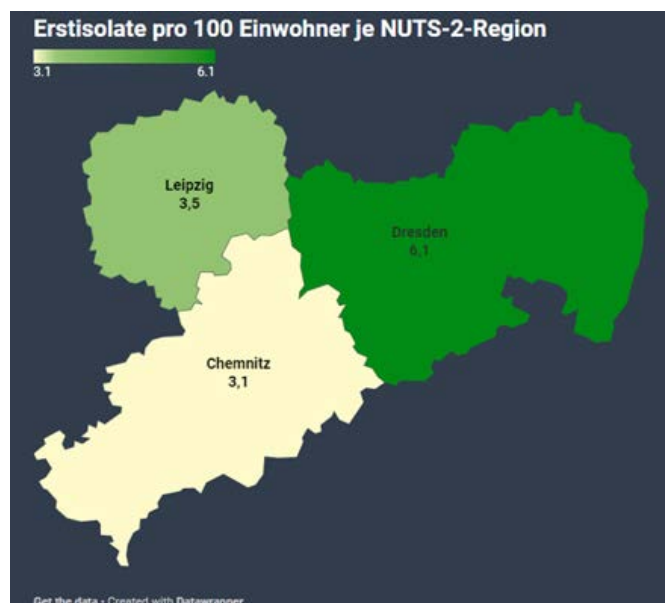 Erstisolate pro 100 Einwohner je NUTS-2-Region
3.1 6.1
Leipzig
3,5
Dresden
6,1
Chemnitz
3,1
Get the data • Created with Datawrapper